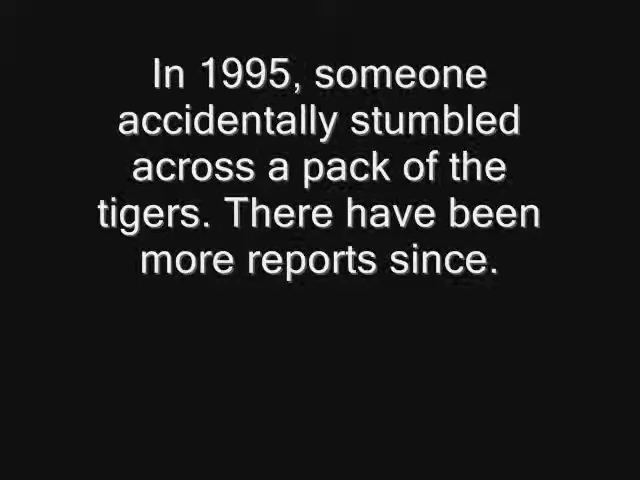 In 1995, someone
accidentally stumbled
across a pack of the
tigers. There have been
more reports since.